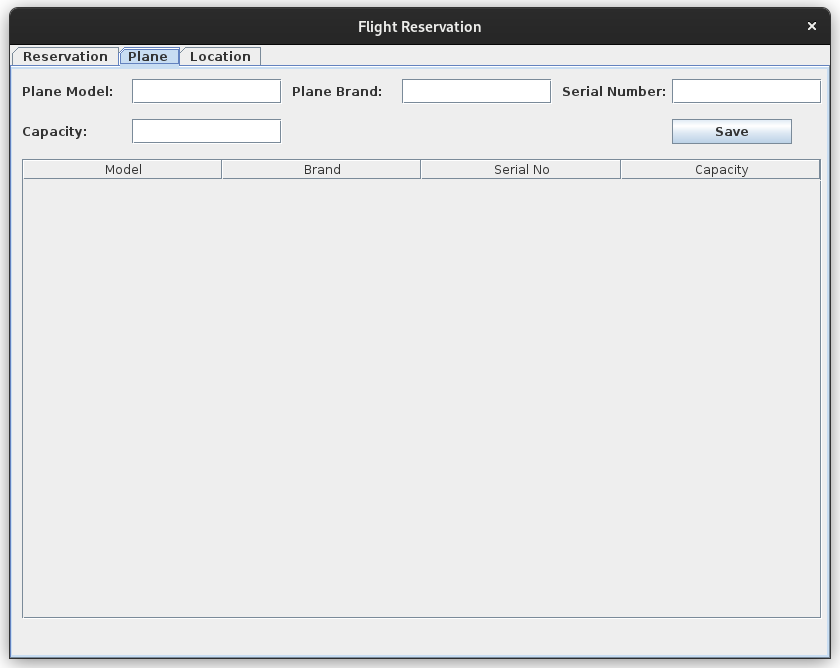 Flight Reservation ×
Reservation Plane Location
Plane Model: Plane Brand: Serial Number:
Capacity: Save
Model Brand Serial No Capacity